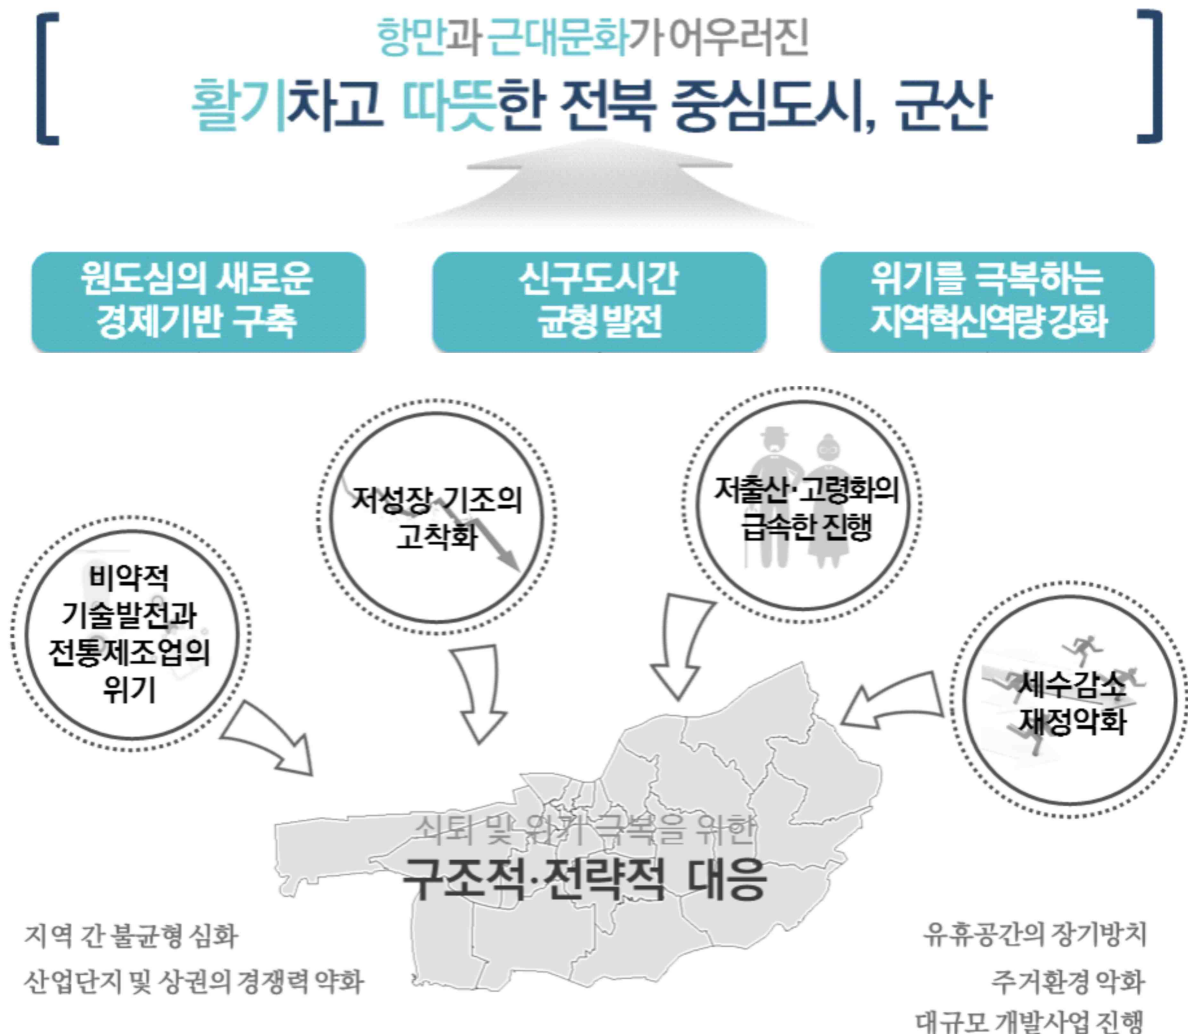 항만과 근대문화가 어우러진
활기차고 따뜻한 전북 중심도시, 군산
원도심의 새로운
경제기반 구축
신구도시간
균형 발전
위기를 극복하는
지역혁신역량 강화
저성장 기조의
고착화
저출산·고령화의
급속한 진행
비약적
기술발전과
전통제조업의
위기
세수감소
재정악화
쇠퇴 및 위기 극복을 위한
구조적·전략적 대응
지역 간 불균형 심화
산업단지 및 상권의 경쟁력 약화
유휴공간의 장기방치
주거환경 악화
대규모 개발사업 진행